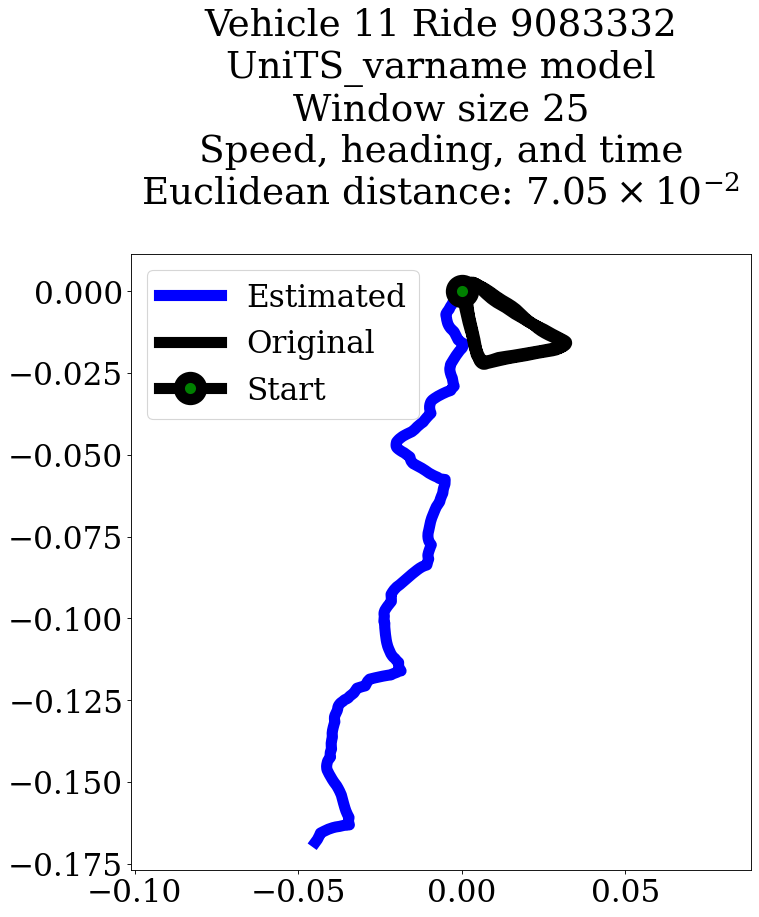 Vehicle 11 Ride 9083332
UniTS_varname model
Window size 25
Speed, heading, and time
Euclidean distance: 7.05 × 10⁻²
Estimated
Original
Start
0.000
−0.025
−0.050
−0.075
−0.100
−0.125
−0.150
−0.175
−0.10 −0.05 0.00 0.05